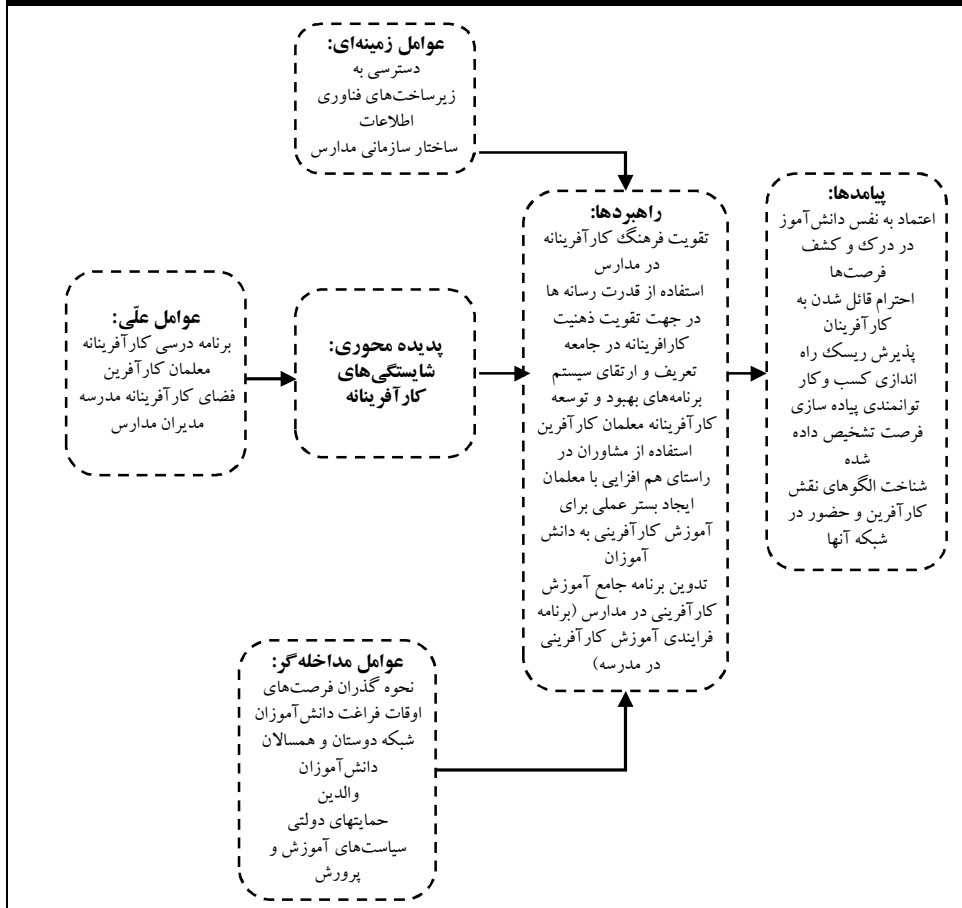 عوامل زمینه‌ای:
دسترسی به
زیرساخت‌های فناوری
اطلاعات
ساختار سازمانی مدارس
عوامل علّی:
برنامه درسی کارآفرینانه
معلمان کارآفرین
فضای کارآفرینانه مدرسه
مدیران مدارس
پدیده محوری:
شایستگی‌های
کارآفرینانه
راهبردها:
تقویت فرهنگ کارآفرینانه
در مدارس
استفاده از قدرت رسانه ها
در جهت تقویت ذهنیت
کارافرینانه در جامعه
تعریف و ارتقای سیستم
برنامه‌های بهبود و توسعه
کارآفرینانه معلمان کارآفرین
استفاده از مشاوران در
راستای هم افزایی با معلمان
ایجاد بستر عملی برای
آموزش کارآفرینی به دانش
آموزان
تدوین برنامه جامع آموزش
کارآفرینی در مدارس (برنامه
فرایندی آموزش کارآفرینی
در مدرسه)
پیامدها:
اعتماد به نفس دانش‌آموز
در درک و کشف
فرصت‌ها
احترام قائل شدن به
کارآفرینان
پذیرش ریسک راه
اندازی کسب وکار
توانمندی پیاده سازی
فرصت تشخیص داده
شده
شناخت الگوهای نقش
کارآفرین و حضور در
شبکه آنها
عوامل مداخله‌گر:
نحوه گذران فرصت‌های
اوقات فراغت دانش‌آموزان
شبکه دوستان و همسالان
دانش‌آموزان
والدین
حمایتهای دولتی
سیاست‌های آموزش و
پرورش